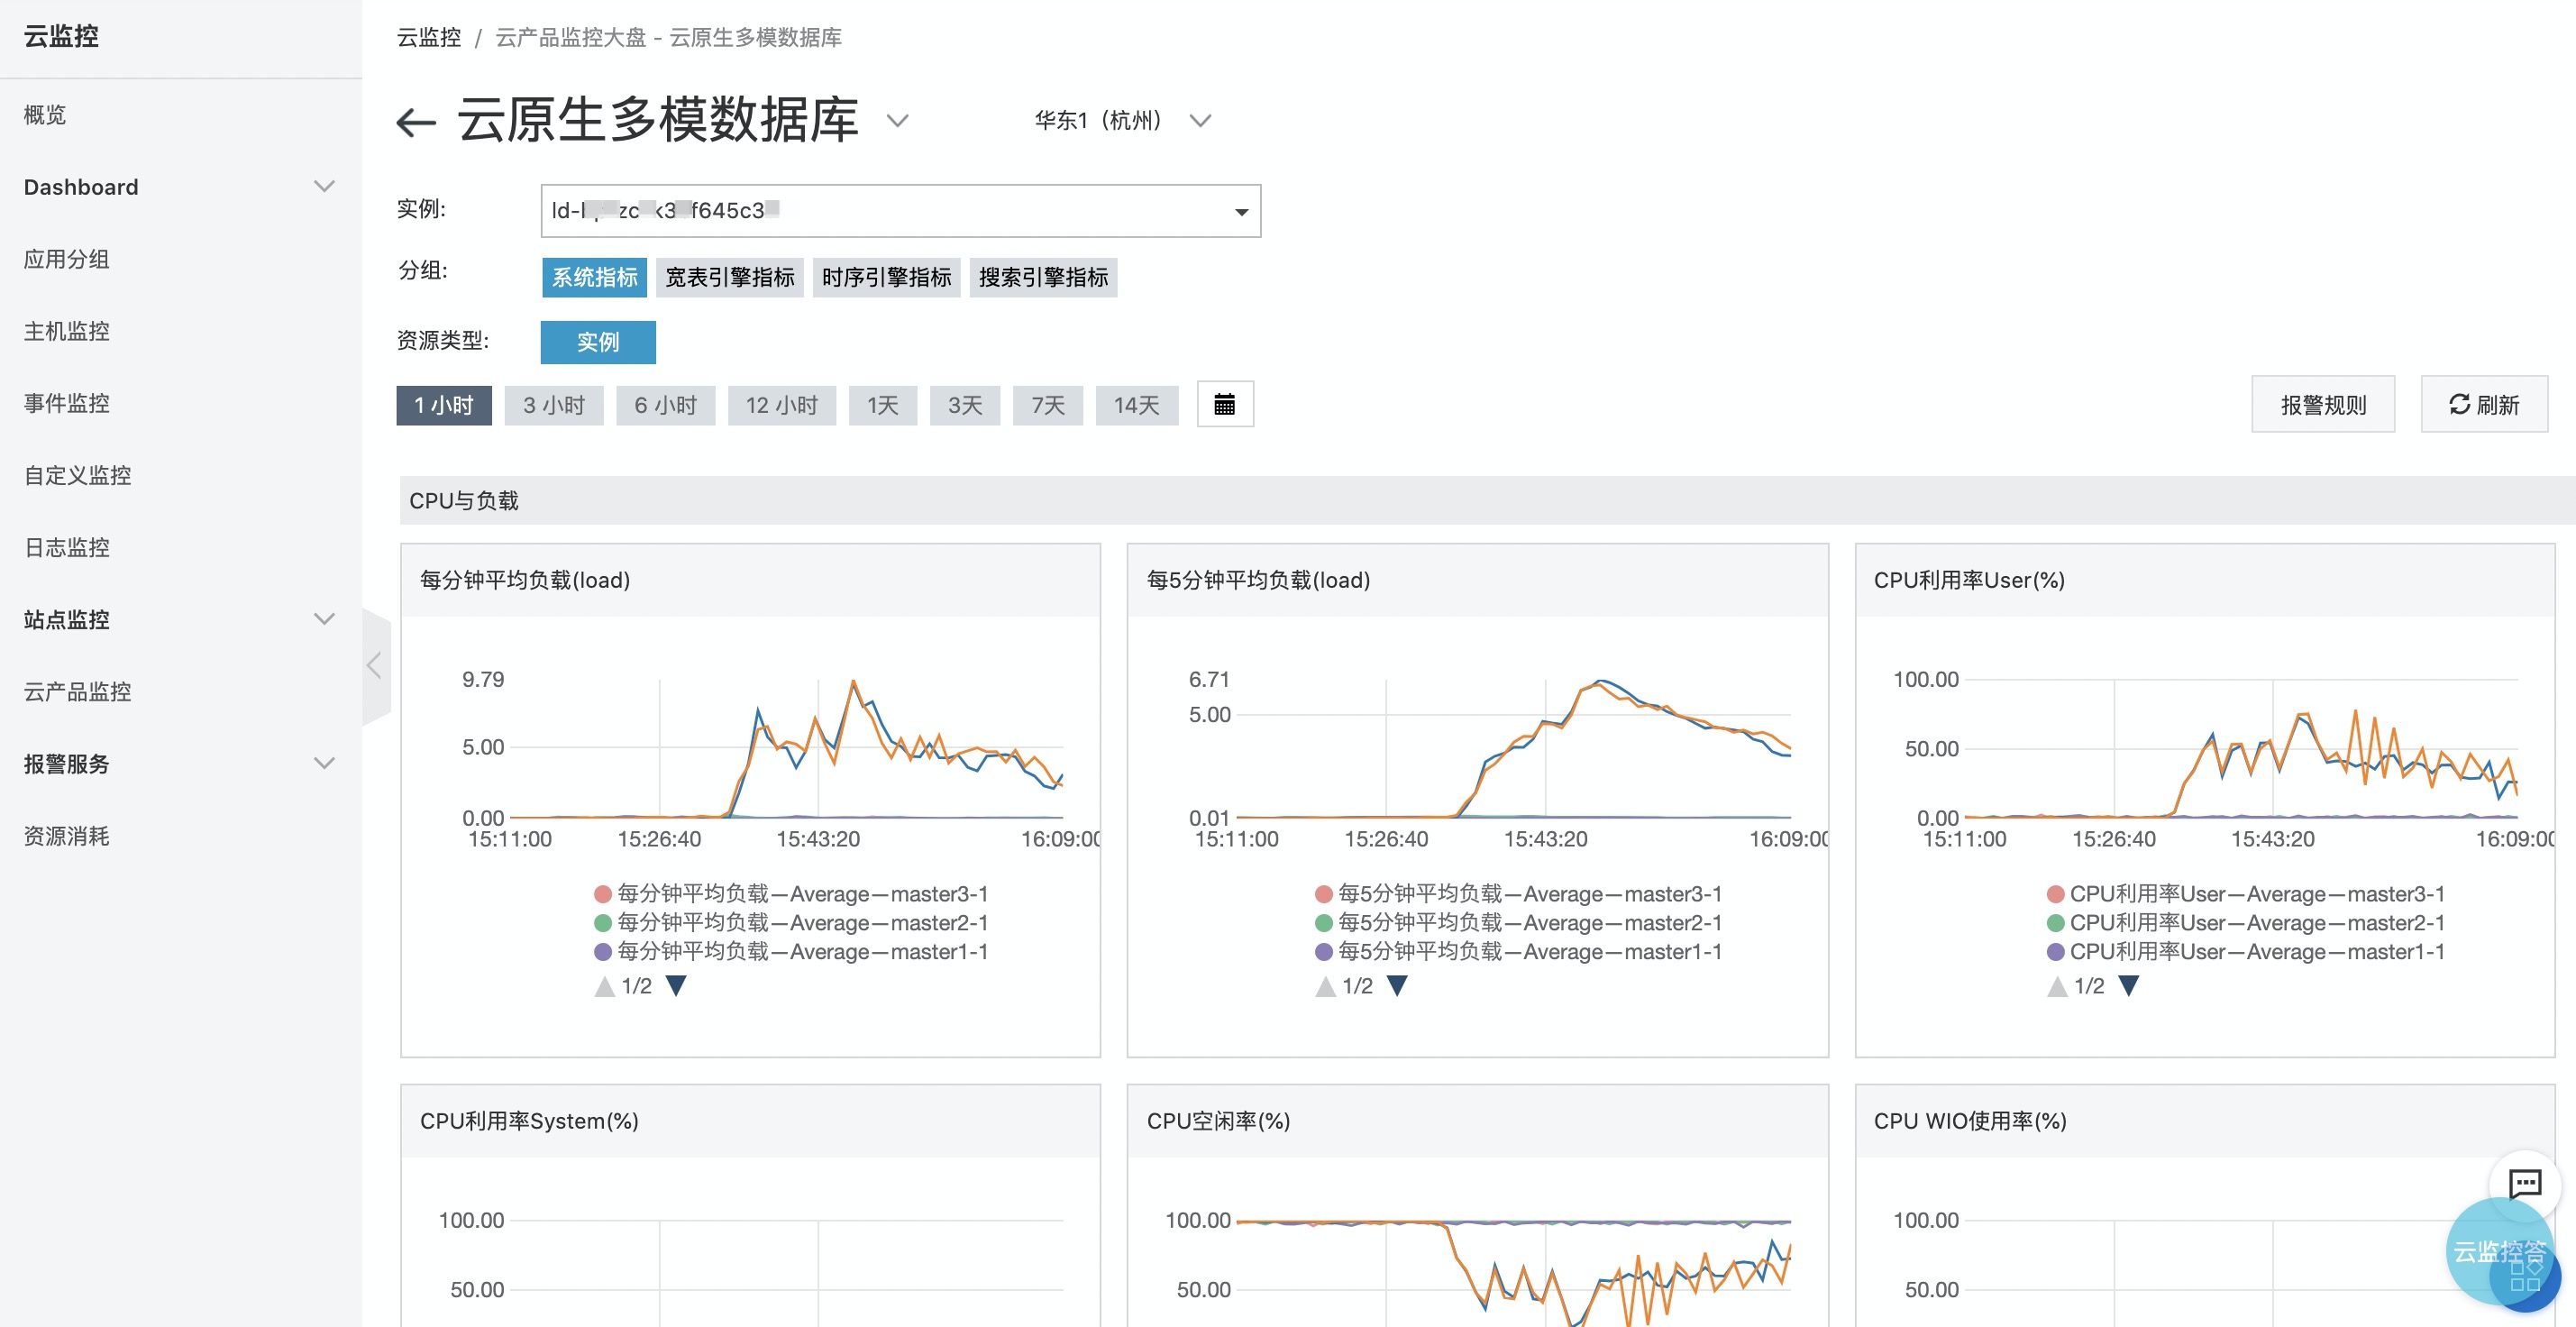 云监控
概览
Dashboard
应用分组
主机监控
事件监控
自定义监控
日志监控
站点监控
云产品监控
报警服务
资源消耗
云监控 / 云产品监控大盘 - 云原生多模数据库
云原生多模数据库
华东1（杭州）
实例:
分组:
系统指标 宽表引擎指标 时序引擎指标 搜索引擎指标
资源类型: 实例
1 小时 3 小时 6 小时 12 小时 1天 3天 7天 14天
报警规则 刷新
CPU与负载
每分钟平均负载(load)
9.79
5.00
0.00
15:11:00 15:26:40 15:43:20 16:09:00
每分钟平均负载—Average—master3-1
每分钟平均负载—Average—master2-1
每分钟平均负载—Average—master1-1
1/2
每5分钟平均负载(load)
6.71
5.00
0.01
15:11:00 15:26:40 15:43:20 16:09:00
每5分钟平均负载—Average—master3-1
每5分钟平均负载—Average—master2-1
每5分钟平均负载—Average—master1-1
1/2
CPU利用率User(%)
100.00
50.00
0.00
15:11:00 15:26:40 15:43:20 16:09:00
CPU利用率User—Average—master3-1
CPU利用率User—Average—master2-1
CPU利用率User—Average—master1-1
1/2
CPU利用率System(%)
100.00
50.00
CPU空闲率(%)
100.00
50.00
CPU WIO使用率(%)
100.00
50.00
云监控答